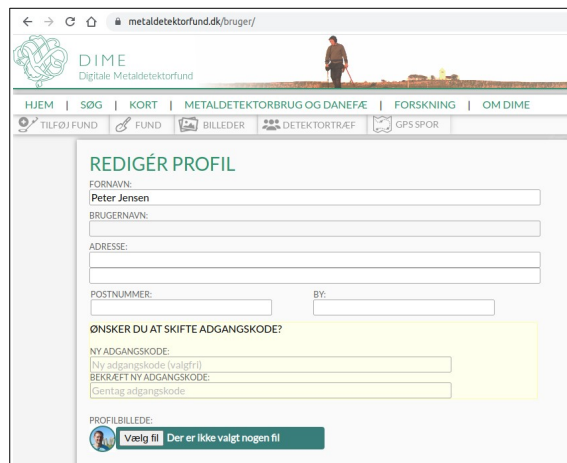 metaldetektorfund.dk/bruger/
DIME
Digitale Metaldetektorfund
HJEM | SØG | KORT | METALDETEKTORBRUG OG DANEFÆ | FORSKNING | OM DIME
TILFØJ FUND FUND BILLEDER DETEKTORTRÆF GPS SPOR
REDIGÉR PROFIL
FORNAVN:
Peter Jensen
BRUGERNAVN:
ADRESSE:
POSTNUMMER: BY:
ØNSKER DU AT SKIFTE ADGANGSKODE?
NY ADGANGSKODE:
Ny adgangskode (valgfri)
BEKRÆFT NY ADGANGSKODE:
Gentag adgangskode
PROFILBILLEDE:
Vælg fil Der er ikke valgt nogen fil